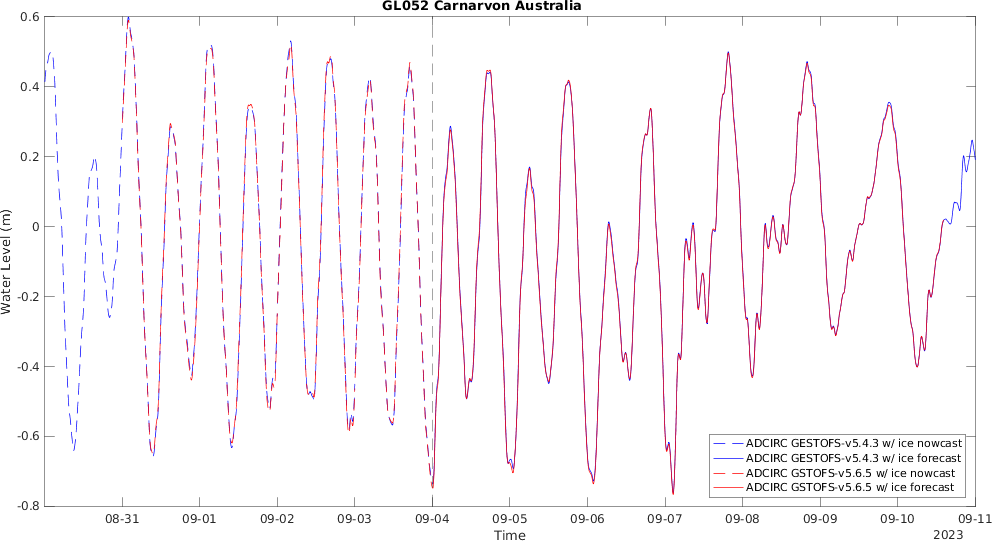 GL052 Carnarvon Australia
0.6
0.4
0.2
0
-0.2
-0.4
-0.6
-0.8
Water Level (m)
ADCIRC GESTOFS-v5.4.3 w/ ice nowcast
ADCIRC GESTOFS-v5.4.3 w/ ice forecast
ADCIRC GSTOFS-v5.6.5 w/ ice nowcast
ADCIRC GSTOFS-v5.6.5 w/ ice forecast
08-31 09-01 09-02 09-03 09-04 09-05 09-06 09-07 09-08 09-09 09-10 09-11
Time
2023